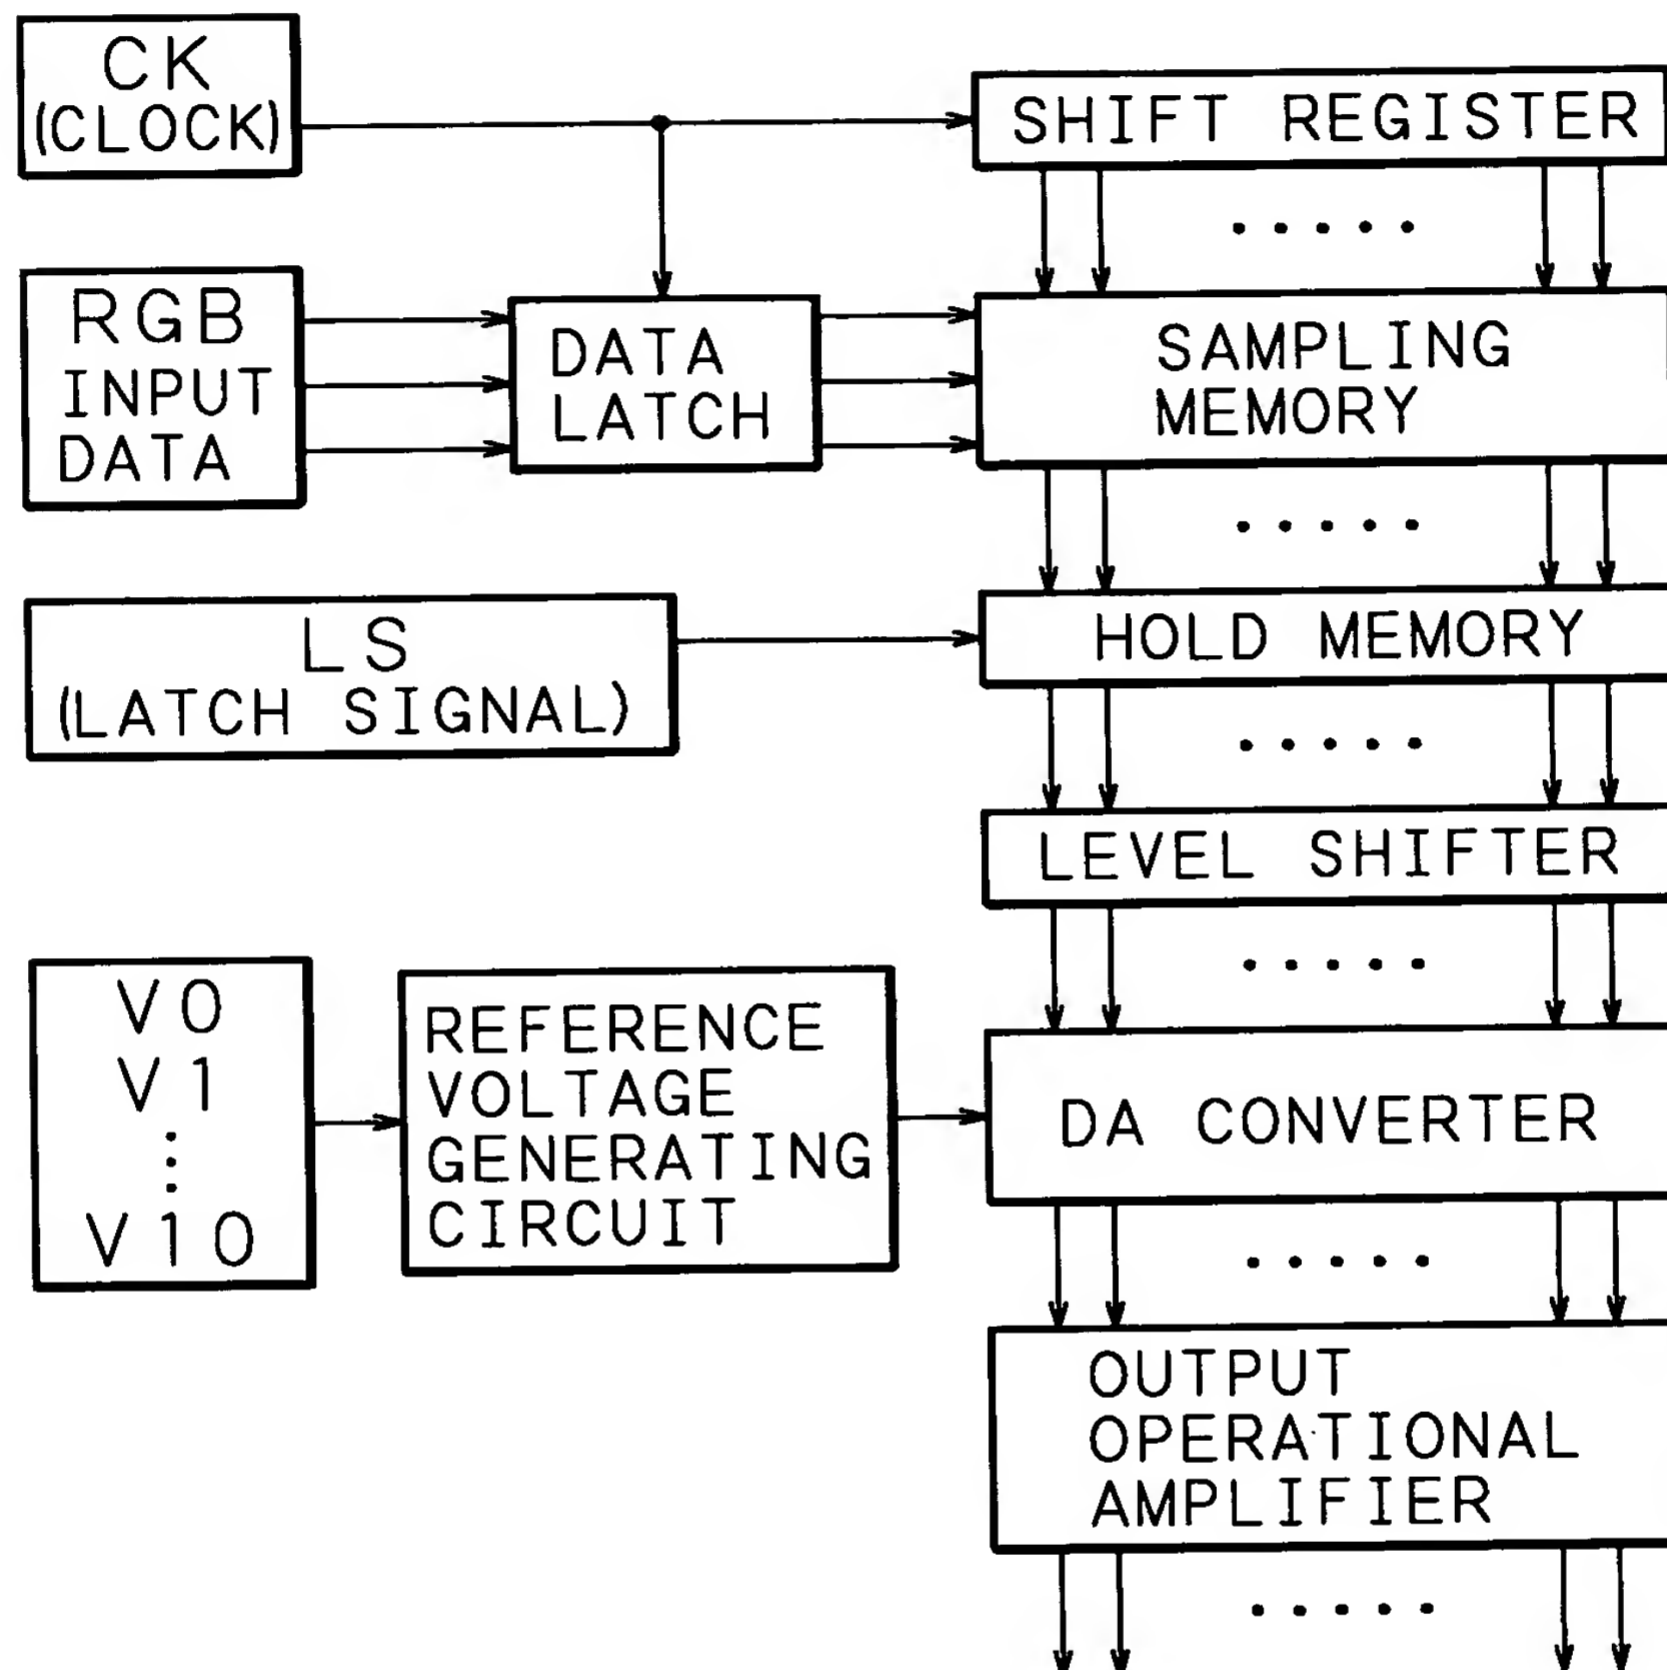 CK
(CLOCK)
SHIFT REGISTER
RGB
INPUT
DATA
DATA
LATCH
SAMPLING
MEMORY
LS
(LATCH SIGNAL)
HOLD MEMORY
LEVEL SHIFTER
V0
V1
V10
REFERENCE
VOLTAGE
GENERATING
CIRCUIT
DA CONVERTER
OUTPUT
OPERATIONAL
AMPLIFIER